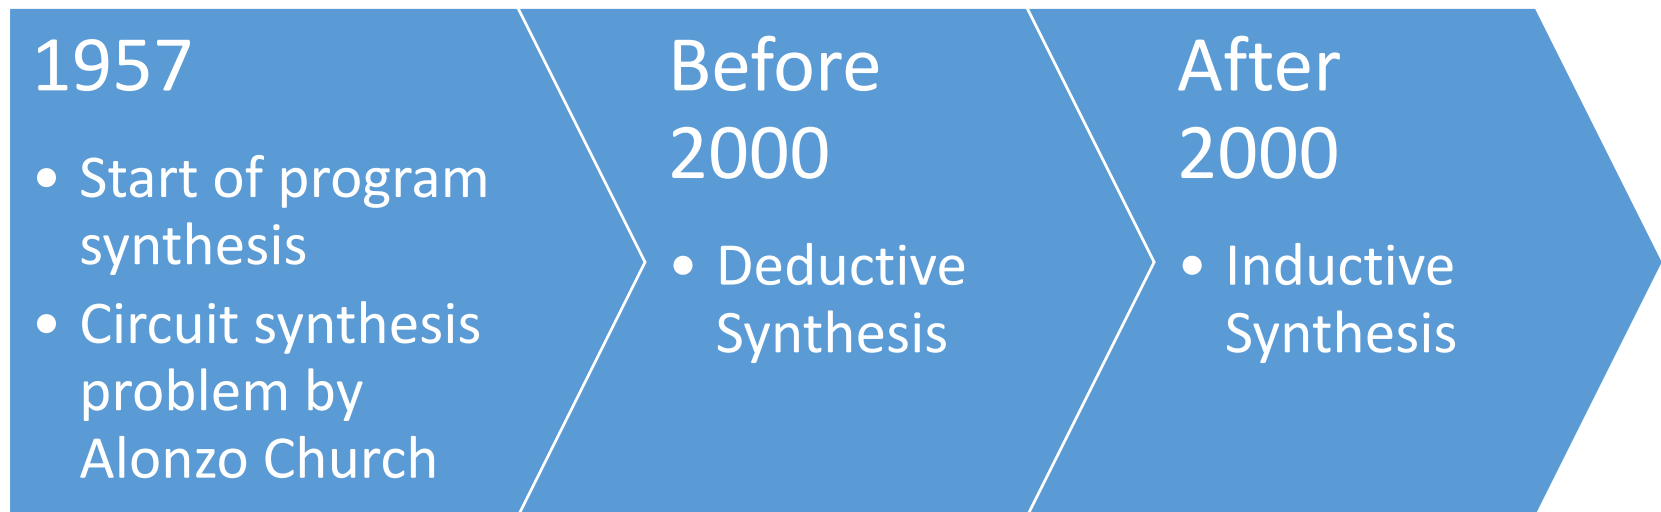 1957
• Start of program
synthesis
• Circuit synthesis
problem by
Alonzo Church
Before
2000
• Deductive
Synthesis
After
2000
• Inductive
Synthesis